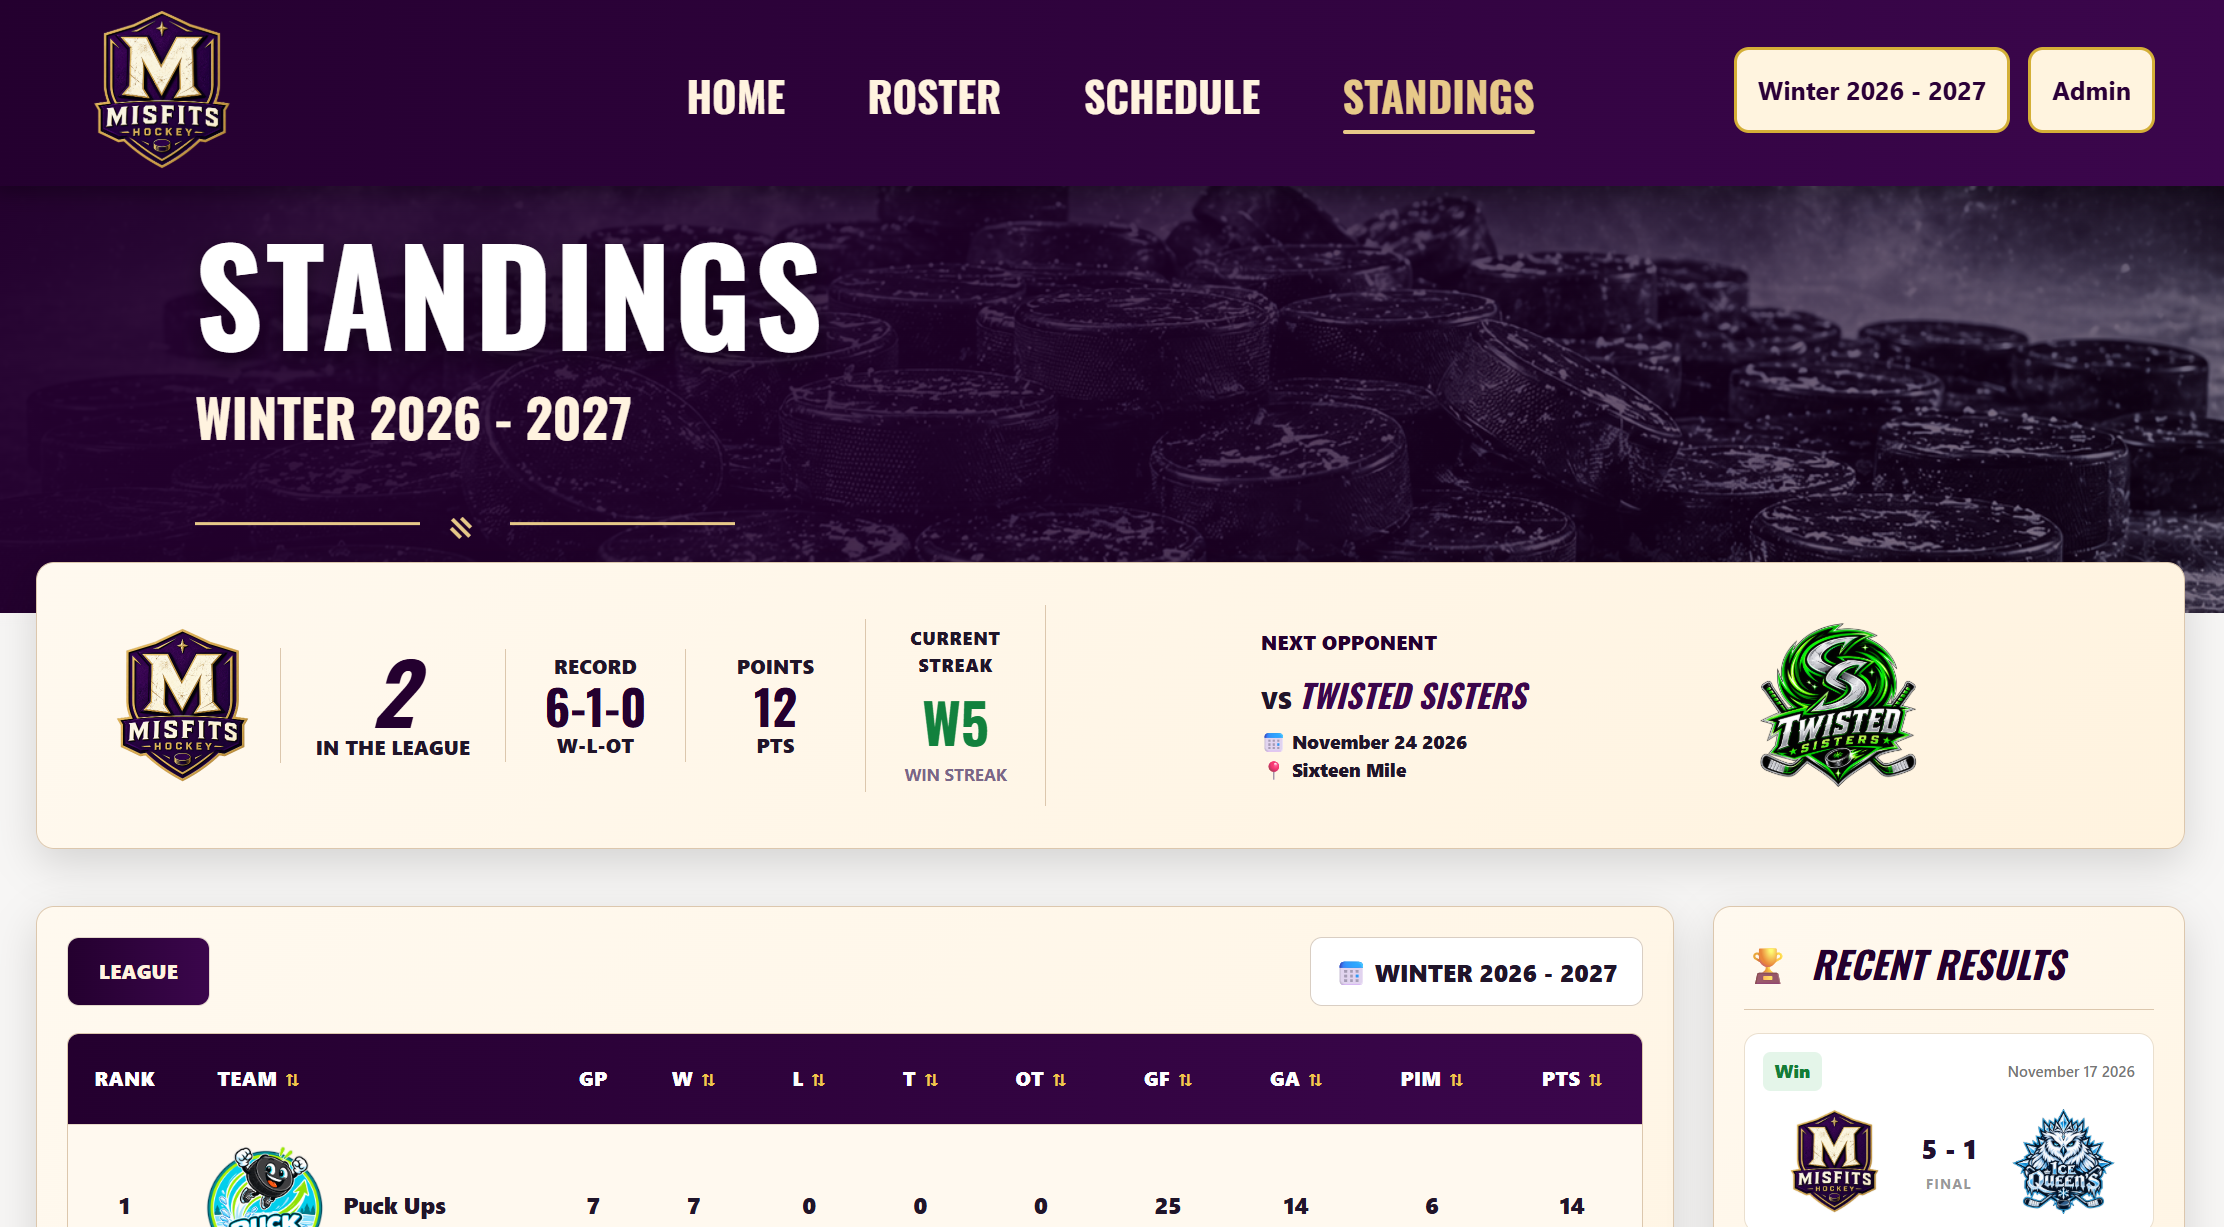 M
MISFITS
HOCKEY
HOME
ROSTER
SCHEDULE
STANDINGS
Winter 2026 - 2027
Admin
STANDINGS
WINTER 2026 - 2027
M
MISFITS
HOCKEY
2
IN THE LEAGUE
RECORD
6-1-0
W-L-OT
POINTS
12
PTS
CURRENT
STREAK
W5
WIN STREAK
NEXT OPPONENT
VS TWISTED SISTERS
November 24 2026
Sixteen Mile
S
TWISTED
SISTERS
LEAGUE
WINTER 2026 - 2027
RANK TEAM GP W L T OT GF GA PIM PTS
1 PUCK Puck Ups 7 7 0 0 0 25 14 6 14
RECENT RESULTS
Win
November 17 2026
M
MISFITS
HOCKEY
5 - 1
FINAL
ICE
QUEENS